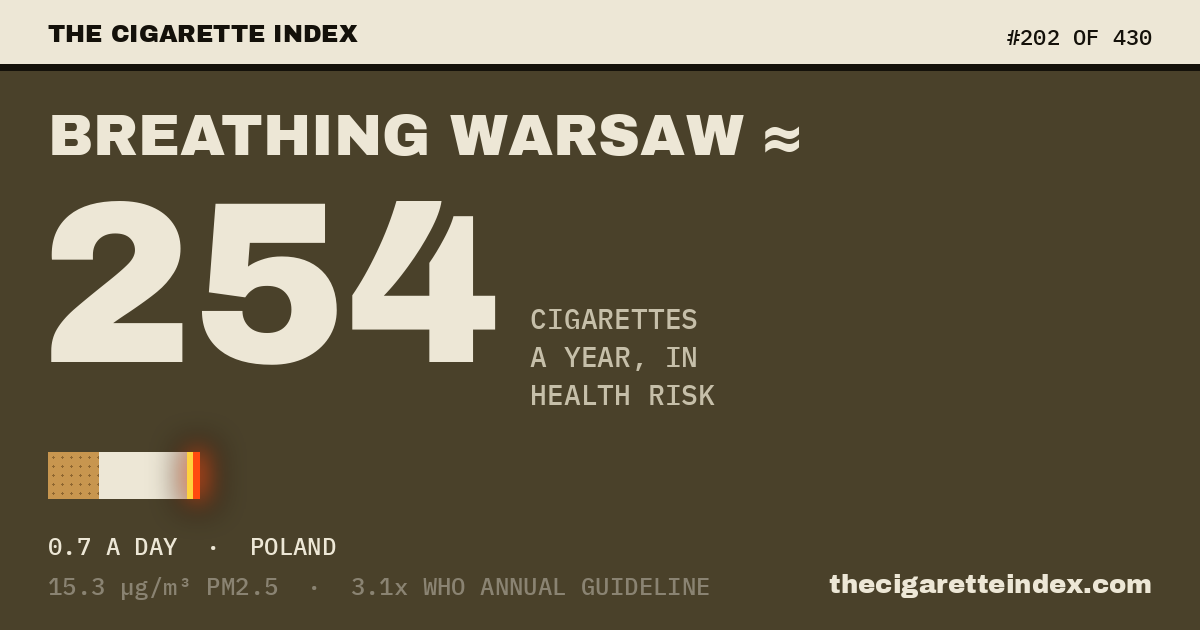 THE CIGARETTE INDEX
#202 OF 430
BREATHING WARSAW ≈
254
CIGARETTES
A YEAR, IN
HEALTH RISK
0.7 A DAY · POLAND
15.3 µg/m³ PM2.5 · 3.1x WHO ANNUAL GUIDELINE
thecigaretteindex.com